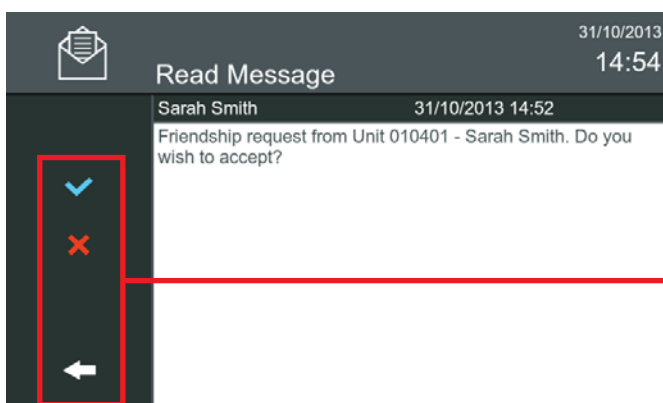 31/10/2013
14:54
Read Message
Sarah Smith 31/10/2013 14:52
Friendship request from Unit 010401 - Sarah Smith. Do you
wish to accept?